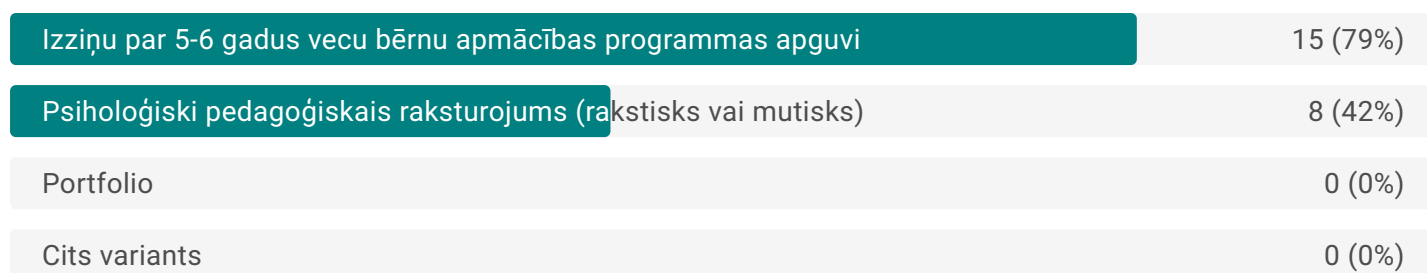 Izziņu par 5-6 gadus vecu bērnu apmācības programmas apguvi 15 (79%)
Psiholoģiski pedagoģiskais raksturojums (rakstisks vai mutisks) 8 (42%)
Portfolio 0 (0%)
Cits variants 0 (0%)